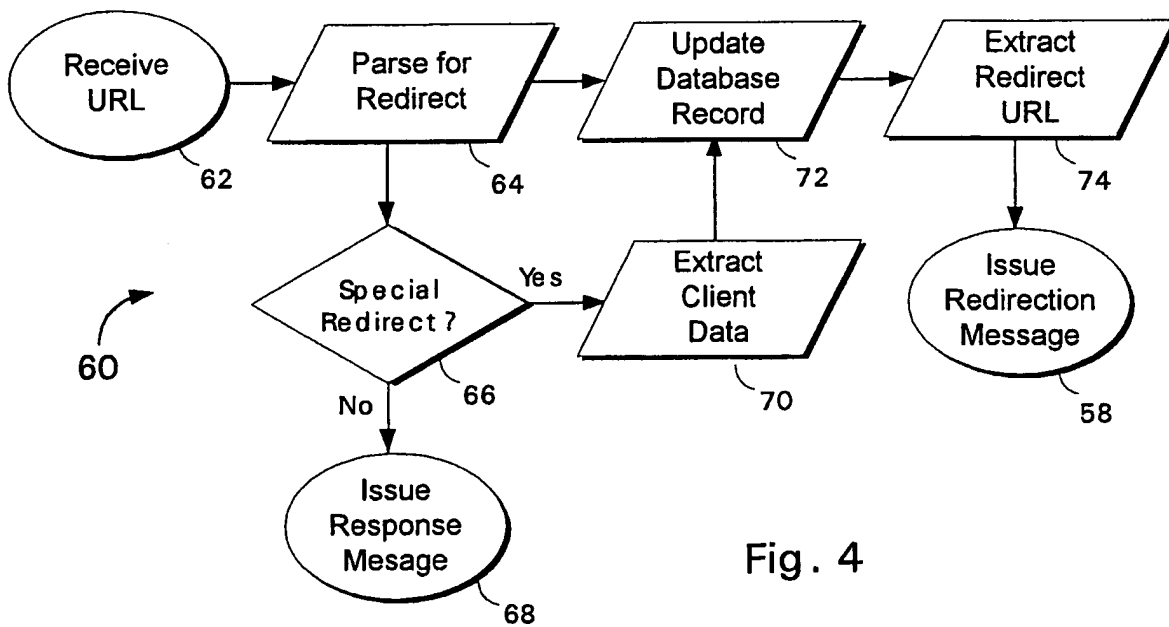 Receive
URL
62
Parse for
Redirect
64
Update
Database
Record
72
Extract
Redirect
URL
74
Special
Redirect?
66
Yes
No
Extract
Client
Data
70
Issue
Redirection
Message
58
60
Issue
Response
Mesage
68
Fig. 4